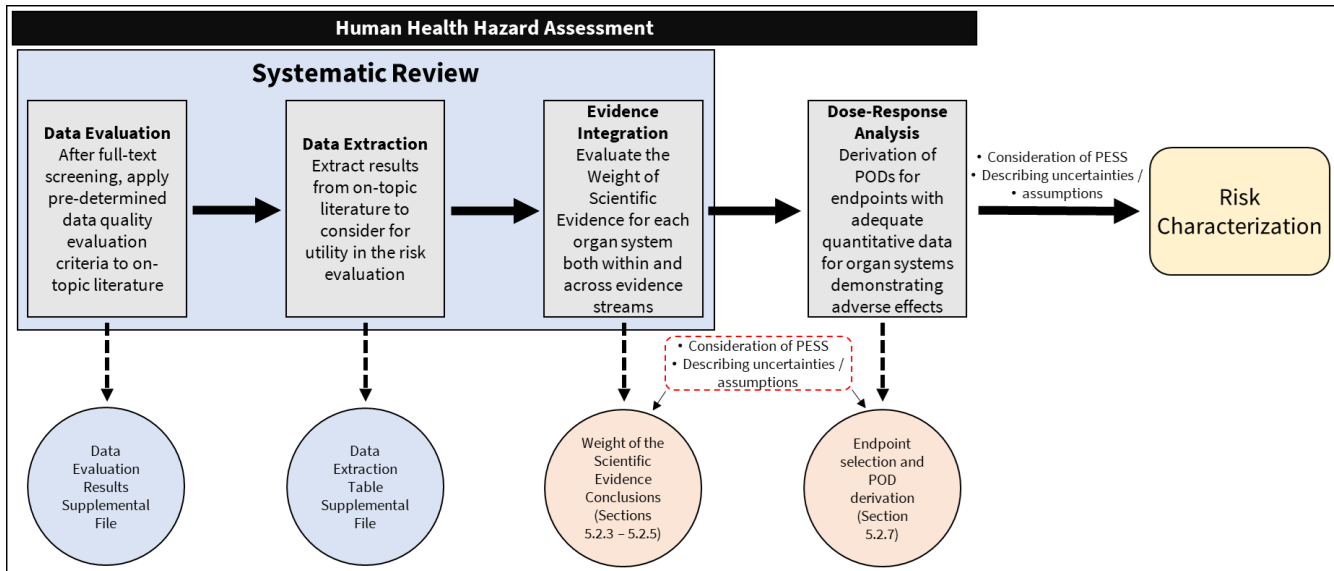 Human Health Hazard Assessment
Systematic Review
Data Evaluation
After full-text
screening, apply
pre-determined
data quality
evaluation
criteria to on-
topic literature
Data Extraction
Extract results
from on-topic
literature to
consider for
utility in the risk
evaluation
Evidence
Integration
Evaluate the
Weight of
Scientific
Evidence for each
organ system
both within and
across evidence
streams
Dose-Response
Analysis
Derivation of
PODs for
endpoints with
adequate
quantitative data
for organ systems
demonstrating
adverse effects
• Consideration of PESS
• Describing uncertainties /
• assumptions
Risk
Characterization
• Consideration of PESS
• Describing uncertainties /
assumptions
Data
Evaluation
Results
Supplemental
File
Data
Extraction
Table
Supplemental
File
Weight of the
Scientific
Evidence
Conclusions
(Sections
5.2.3 – 5.2.5)
Endpoint
selection and
POD
derivation
(Section
5.2.7)